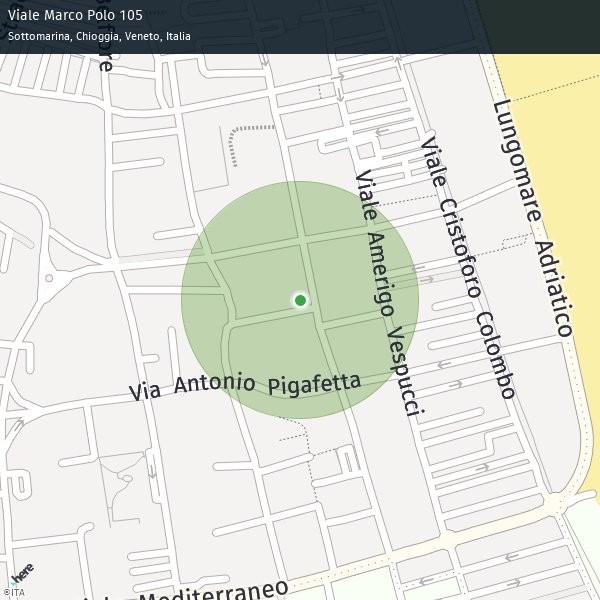 Viale Marco Polo 105
Sottomarina, Chioggia, Veneto, Italia
Lungomare Adriatico
Viale Cristoforo Colombo
Viale Amerigo Vespucci
Via Antonio Pigafetta
Mediterraneo
here
©ITA